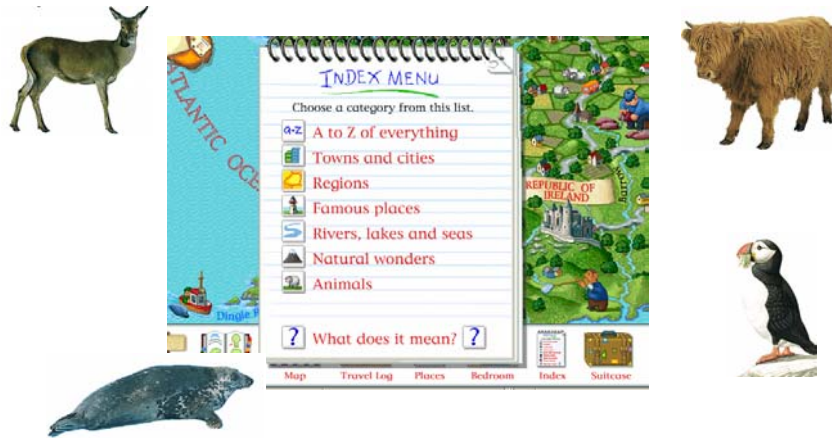 INDEX MENU
Choose a category from this list.
a-z A to Z of everything
Towns and cities
Regions
Famous places
Rivers, lakes and seas
Natural wonders
Animals
? What does it mean? ?
ATLANTIC OCE
REPUBLIC OF
IRELAND
Barrow
Dingle
Map Travel Log Places Bedroom Index Suitcase